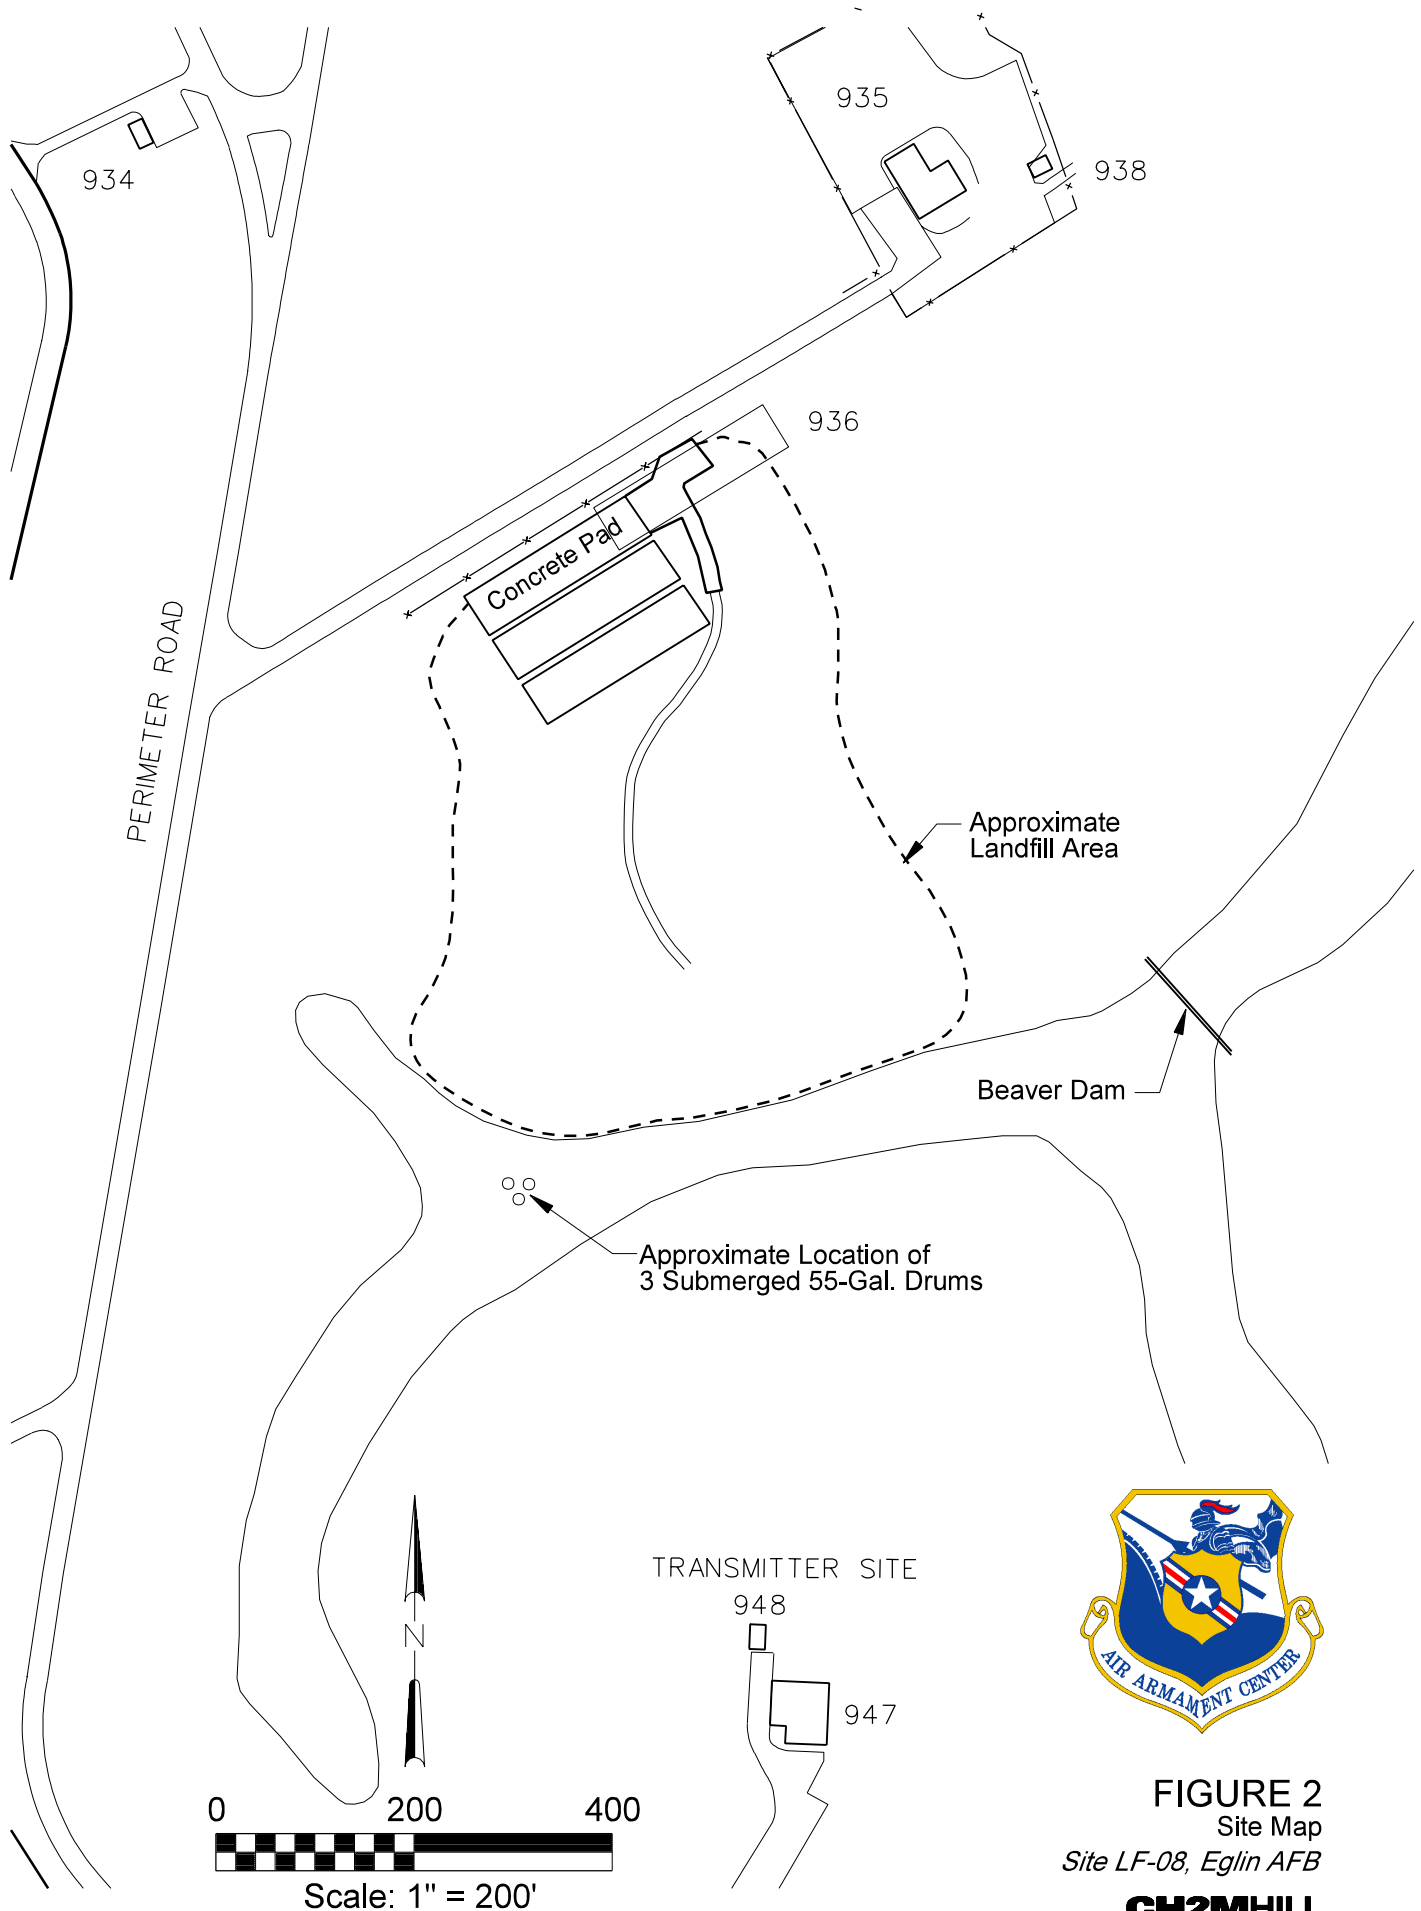 935
938
934
936
Concrete Pad
PERIMETER ROAD
Approximate
Landfill Area
Beaver Dam
Approximate Location of
3 Submerged 55-Gal. Drums
N
TRANSMITTER SITE
948
947
AIR ARMAMENT CENTER
0 200 400
Scale: 1" = 200'
FIGURE 2
Site Map
Site LF-08, Eglin AFB
CH2MHILL